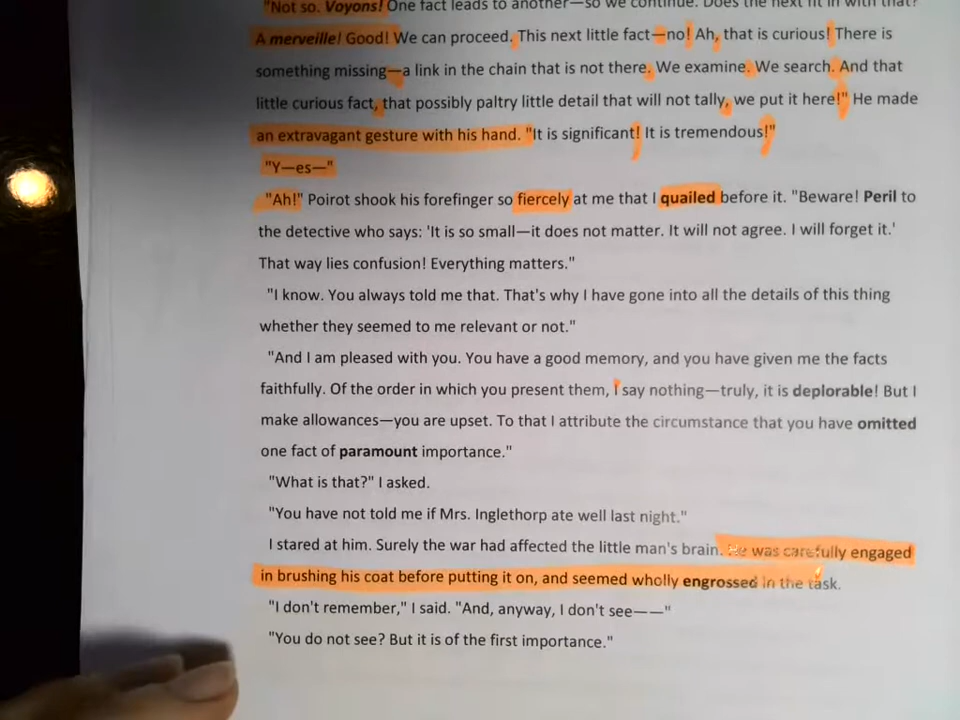 "Not so. Voyons! One fact leads to another—so we continue. Does the next fit in with that?
A merveille! Good! We can proceed. This next little fact—no! Ah, that is curious! There is
something missing—a link in the chain that is not there. We examine. We search. And that
little curious fact, that possibly paltry little detail that will not tally, we put it here!" He made
an extravagant gesture with his hand. "It is significant! It is tremendous!"
"Y—es—"
"Ah!" Poirot shook his forefinger so fiercely at me that I quailed before it. "Beware! Peril to
the detective who says: 'It is so small—it does not matter. It will not agree. I will forget it.'
That way lies confusion! Everything matters."
"I know. You always told me that. That's why I have gone into all the details of this thing
whether they seemed to me relevant or not."
"And I am pleased with you. You have a good memory, and you have given me the facts
faithfully. Of the order in which you present them, I say nothing—truly, it is deplorable! But I
make allowances—you are upset. To that I attribute the circumstance that you have omitted
one fact of paramount importance."
"What is that?" I asked.
"You have not told me if Mrs. Inglethorp ate well last night."
I stared at him. Surely the war had affected the little man's brain. He was carefully engaged
in brushing his coat before putting it on, and seemed wholly engrossed in the task.
"I don't remember," I said. "And, anyway, I don't see——"
"You do not see? But it is of the first importance."